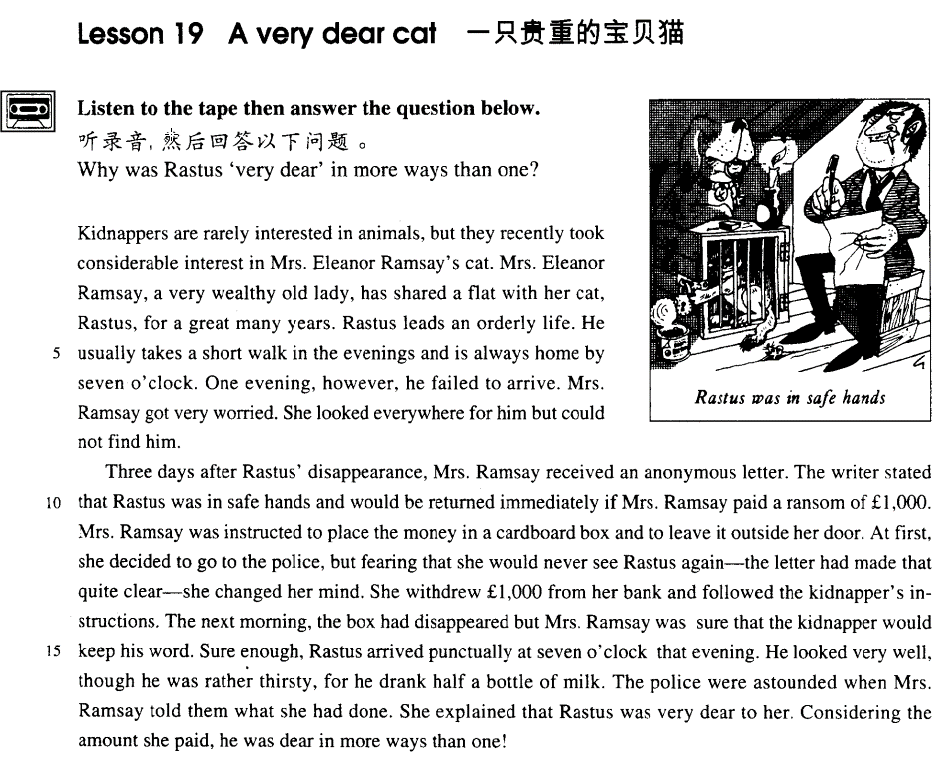 Lesson 19 A very dear cat 一只贵重的宝贝猫
Listen to the tape then answer the question below.
听录音，然后回答以下问题。
Why was Rastus ‘very dear’ in more ways than one?
Kidnappers are rarely interested in animals, but they recently took
considerable interest in Mrs. Eleanor Ramsay’s cat. Mrs. Eleanor
Ramsay, a very wealthy old lady, has shared a flat with her cat,
Rastus, for a great many years. Rastus leads an orderly life. He
5 usually takes a short walk in the evenings and is always home by
seven o’clock. One evening, however, he failed to arrive. Mrs.
Ramsay got very worried. She looked everywhere for him but could
not find him.
Rastus was in safe hands
Three days after Rastus’ disappearance, Mrs. Ramsay received an anonymous letter. The writer stated
10 that Rastus was in safe hands and would be returned immediately if Mrs. Ramsay paid a ransom of £1,000.
Mrs. Ramsay was instructed to place the money in a cardboard box and to leave it outside her door. At first,
she decided to go to the police, but fearing that she would never see Rastus again—the letter had made that
quite clear—she changed her mind. She withdrew £1,000 from her bank and followed the kidnapper’s in-
structions. The next morning, the box had disappeared but Mrs. Ramsay was sure that the kidnapper would
15 keep his word. Sure enough, Rastus arrived punctually at seven o’clock that evening. He looked very well,
though he was rather thirsty, for he drank half a bottle of milk. The police were astounded when Mrs.
Ramsay told them what she had done. She explained that Rastus was very dear to her. Considering the
amount she paid, he was dear in more ways than one!